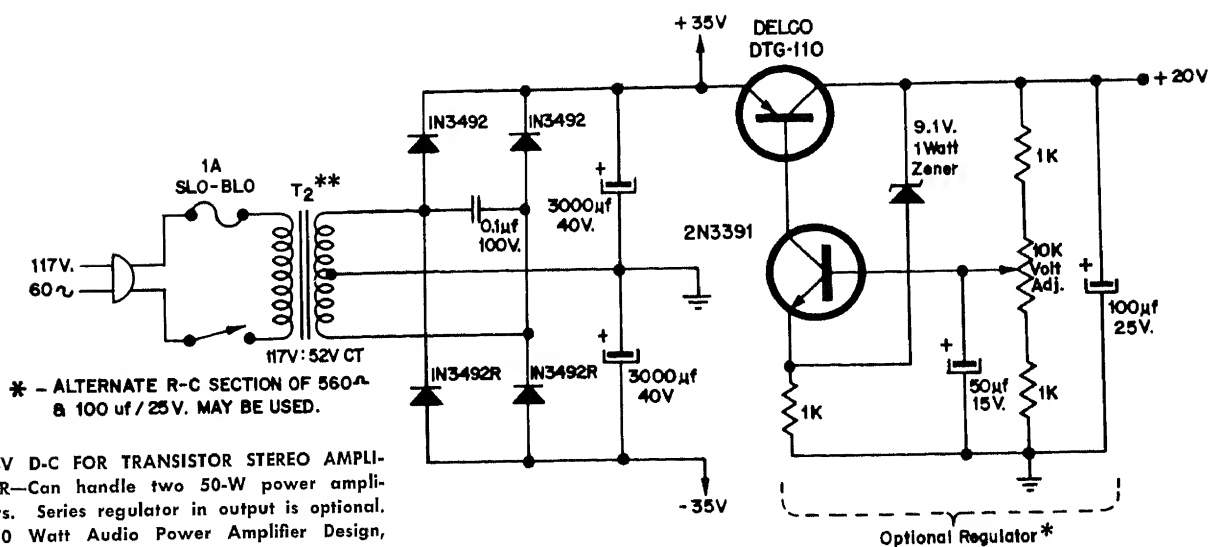 +35V
DELCO
DTG-110
+20V
1N3492
1N3492
9.1V.
1Watt
Zener
1K
1A
SLO-BLO
T2**
+
3000µf
40V.
0.1µf
100V.
2N3391
10K
Volt
Adj.
117V.
60~
+
100µf
25V.
117V:52V CT
+
3000µf
40V
1N3492R
1N3492R
+
50µf
15V.
1K
1K
* - ALTERNATE R-C SECTION OF 560Ω
& 100 uf/25V. MAY BE USED.
-35V
Optional Regulator*
V D-C FOR TRANSISTOR STEREO AMPLI-
R—Can handle two 50-W power ampli-
rs. Series regulator in output is optional.
0 Watt Audio Power Amplifier Design,